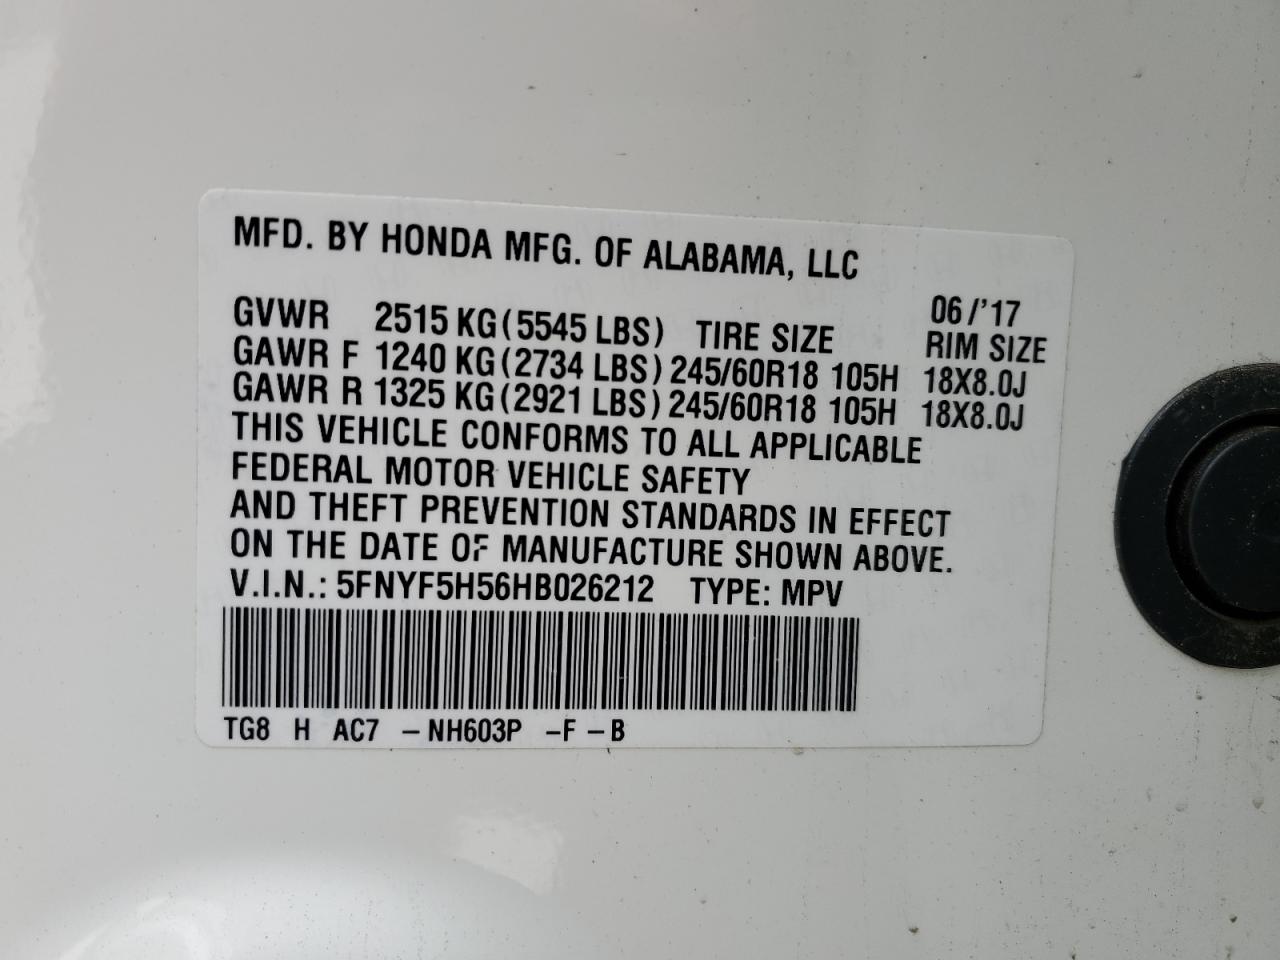 MFD. BY HONDA MFG. OF ALABAMA, LLC
06/'17
GVWR 2515 KG (5545 LBS) TIRE SIZE RIM SIZE
GAWR F 1240 KG (2734 LBS) 245/60R18 105H 18X8.0J
GAWR R 1325 KG (2921 LBS) 245/60R18 105H 18X8.0J
THIS VEHICLE CONFORMS TO ALL APPLICABLE
FEDERAL MOTOR VEHICLE SAFETY
AND THEFT PREVENTION STANDARDS IN EFFECT
ON THE DATE OF MANUFACTURE SHOWN ABOVE.
V.I.N.: 5FNYF5H56HB026212 TYPE: MPV
TG8 H AC7 – NH603P –F – B